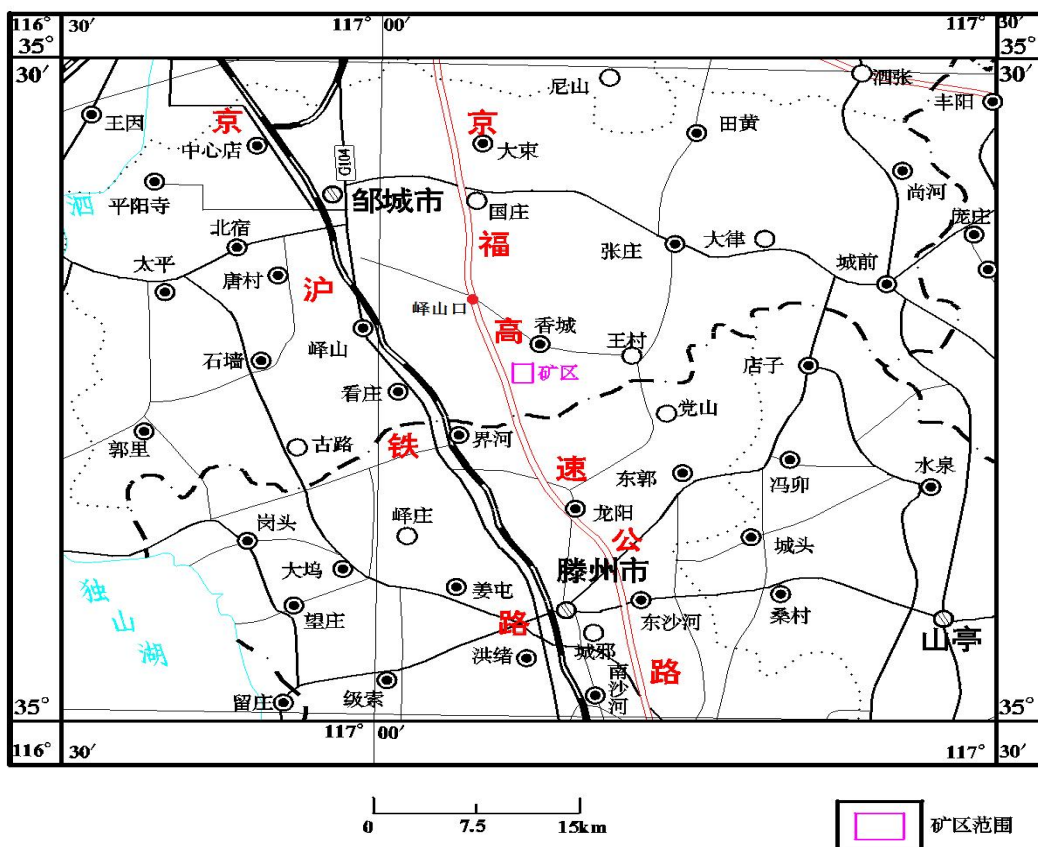 116° 30′ 117° 00′ 117° 30′
35° 30′
35° 30′
泗张
丰阳
尼山
王因
京
京
田黄
中心店
大束
G104
尚河
平阳寺
邹城市
国庄
泗
庞庄
北宿
福
张庄
大律
太平
城前
唐村
沪
峄山口
高
香城
峄山
王村
石墙
矿区
店子
看庄
党山
郭里
古路
铁
界河
速
东郭
冯卯
水泉
龙阳
岗头
峄庄
公
城头
大坞
滕州市
独山湖
姜屯
望庄
路
东沙河
桑村
山亭
城邪
洪绪
南沙河
路
级索
留庄
35°
35°
116° 30′ 117° 00′ 117° 30′
0 7.5 15km
矿区范围